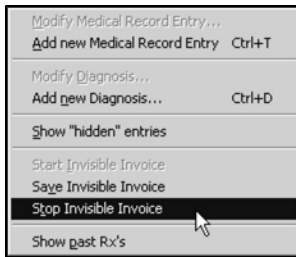 Modify Medical Record Entry...
Add new Medical Record Entry Ctrl+T
Modify Diagnosis...
Add new Diagnosis... Ctrl+D
Show "hidden" entries
Start Invisible Invoice
Save Invisible Invoice
Stop Invisible Invoice
Show past Rx's